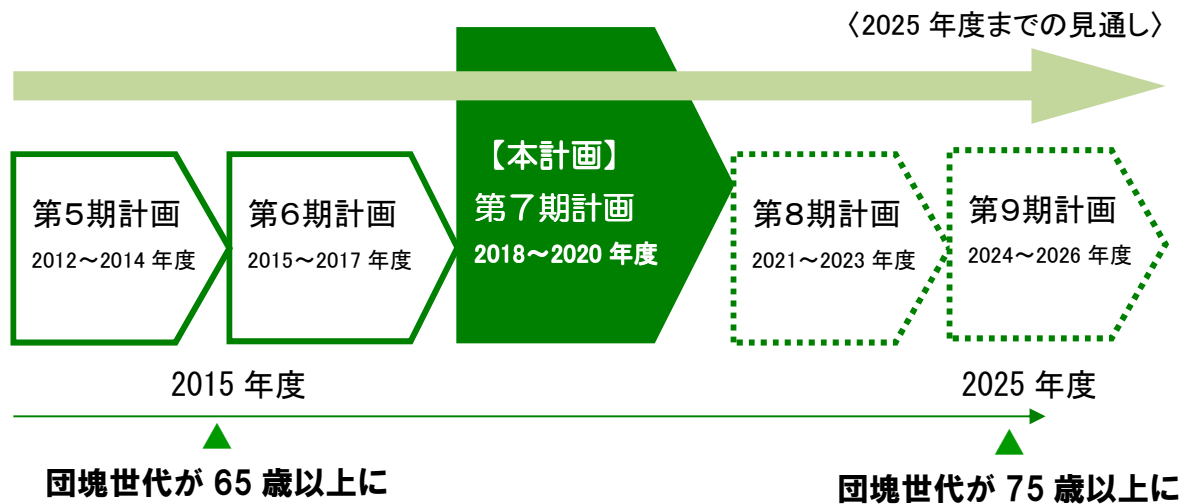 〈2025 年度までの見通し〉
【本計画】
第５期計画
2012～2014 年度
第６期計画
2015～2017 年度
第７期計画
2018～2020 年度
第８期計画
2021～2023 年度
第９期計画
2024～2026 年度
2015 年度
2025 年度
団塊世代が 65 歳以上に
団塊世代が 75 歳以上に